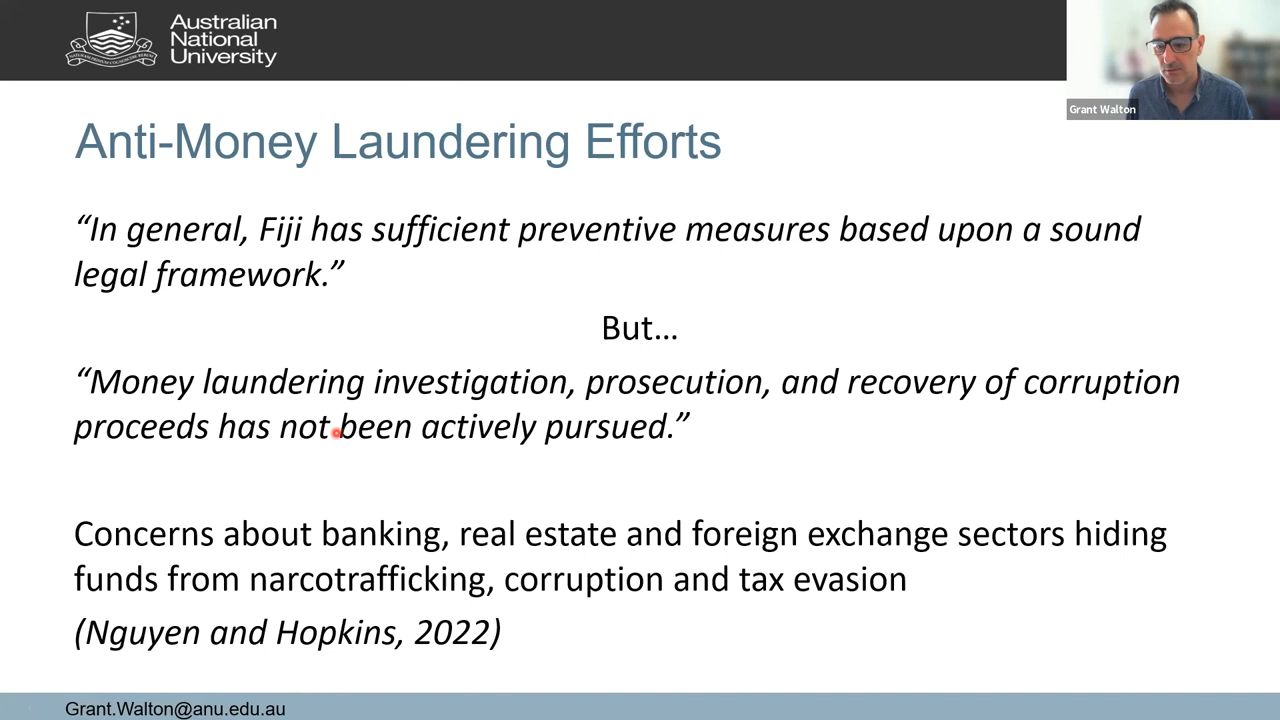 Australian
National
University
Grant Walton
Anti-Money Laundering Efforts
“In general, Fiji has sufficient preventive measures based upon a sound
legal framework.”
But…
“Money laundering investigation, prosecution, and recovery of corruption
proceeds has not been actively pursued.”
Concerns about banking, real estate and foreign exchange sectors hiding
funds from narcotrafficking, corruption and tax evasion
(Nguyen and Hopkins, 2022)
Grant.Walton@anu.edu.au